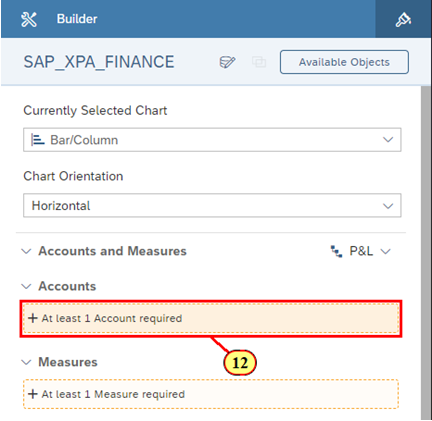 Builder
SAP_XPA_FINANCE
Available Objects
Currently Selected Chart
Bar/Column
Chart Orientation
Horizontal
Accounts and Measures P&L
Accounts
+ At least 1 Account required
12
Measures
+ At least 1 Measure required